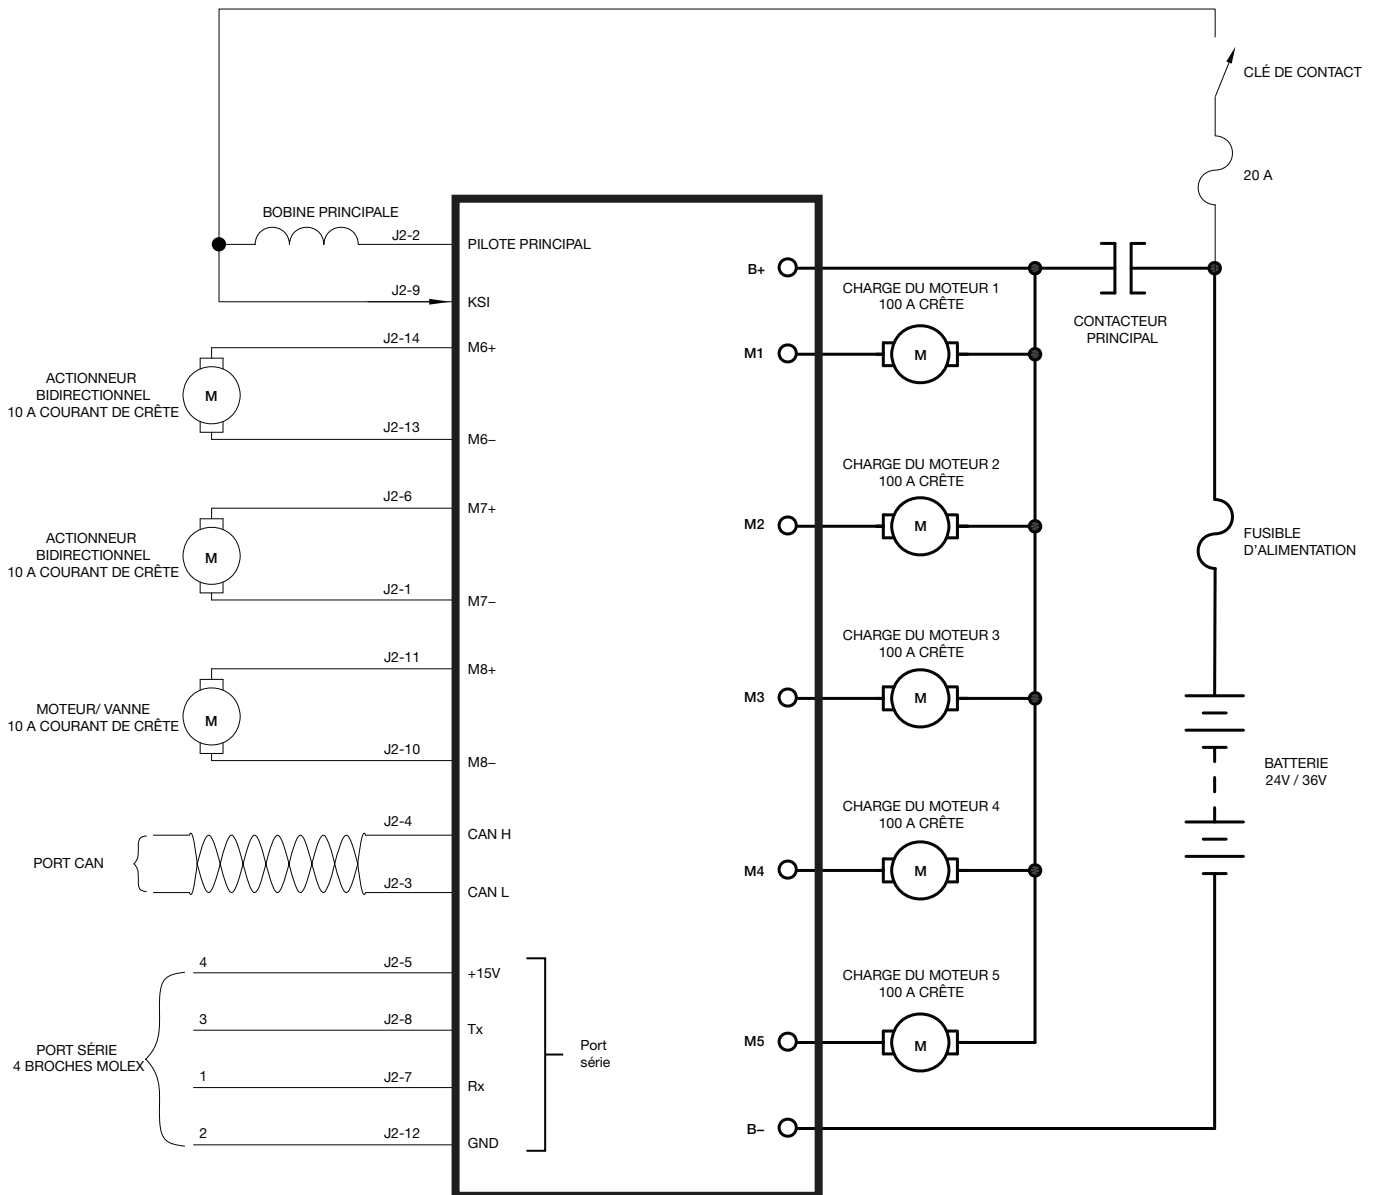 CLÉ DE CONTACT
20 A
BOBINE PRINCIPALE
J2-2
PILOTE PRINCIPAL
J2-9
KSI
J2-14
M6+
ACTIONNEUR
BIDIRECTIONNEL
10 A COURANT DE CRÊTE
M
J2-13
M6–
J2-6
M7+
ACTIONNEUR
BIDIRECTIONNEL
10 A COURANT DE CRÊTE
M
J2-1
M7–
J2-11
M8+
MOTEUR/ VANNE
10 A COURANT DE CRÊTE
M
J2-10
M8–
J2-4
CAN H
PORT CAN
J2-3
CAN L
4
J2-5
+15V
3
J2-8
Tx
PORT SÉRIE
4 BROCHES MOLEX
1
J2-7
Rx
2
J2-12
GND
Port
série
B+
CHARGE DU MOTEUR 1
100 A CRÊTE
M1
M
CONTACTEUR
PRINCIPAL
CHARGE DU MOTEUR 2
100 A CRÊTE
M2
M
FUSIBLE
D'ALIMENTATION
CHARGE DU MOTEUR 3
100 A CRÊTE
M3
M
BATTERIE
24V / 36V
CHARGE DU MOTEUR 4
100 A CRÊTE
M4
M
CHARGE DU MOTEUR 5
100 A CRÊTE
M5
M
B–